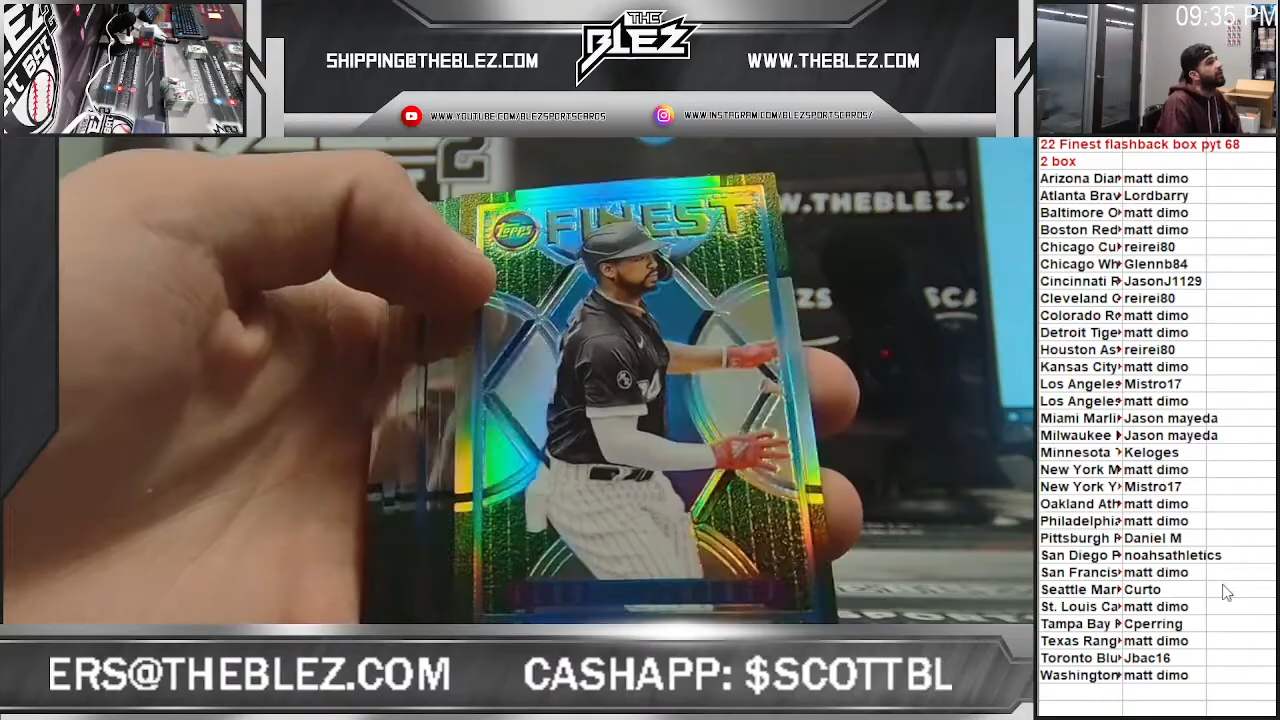 09:35 PM
THE
BLEZ
SHIPPING@THEBLEZ.COM
WWW.THEBLEZ.COM
WWW.YOUTUBE.COM/BLEZSPORTSCARDS
WWW.INSTAGRAM.COM/BLEZSPORTSCARDS/
22 Finest flashback box pyt 68
2 box
Arizona Diar matt dimo
Atlanta Brav Lordbarry
Baltimore O matt dimo
Boston Red matt dimo
Chicago Cu reirei80
Chicago Wh Glennb84
Cincinnati R JasonJ1129
Cleveland G reirei80
Colorado Ro matt dimo
Detroit Tige matt dimo
Houston As reirei80
Kansas City matt dimo
Los Angeles Mistro17
Los Angeles matt dimo
Miami Marli Jason mayeda
Milwaukee Jason mayeda
Minnesota Keloges
New York M matt dimo
New York Y Mistro17
Oakland Ath matt dimo
Philadelphia matt dimo
Pittsburgh P Daniel M
San Diego P noahsathletics
San Francis matt dimo
Seattle Mar Curto
St. Louis Ca matt dimo
Tampa Bay Cperring
Texas Rang matt dimo
Toronto Blu Jbac16
Washington matt dimo
Topps FINEST
W.THEBLEZ.
ZS SCA
SPORT
ERS@THEBLEZ.COM CASHAPP: $SCOTTBL